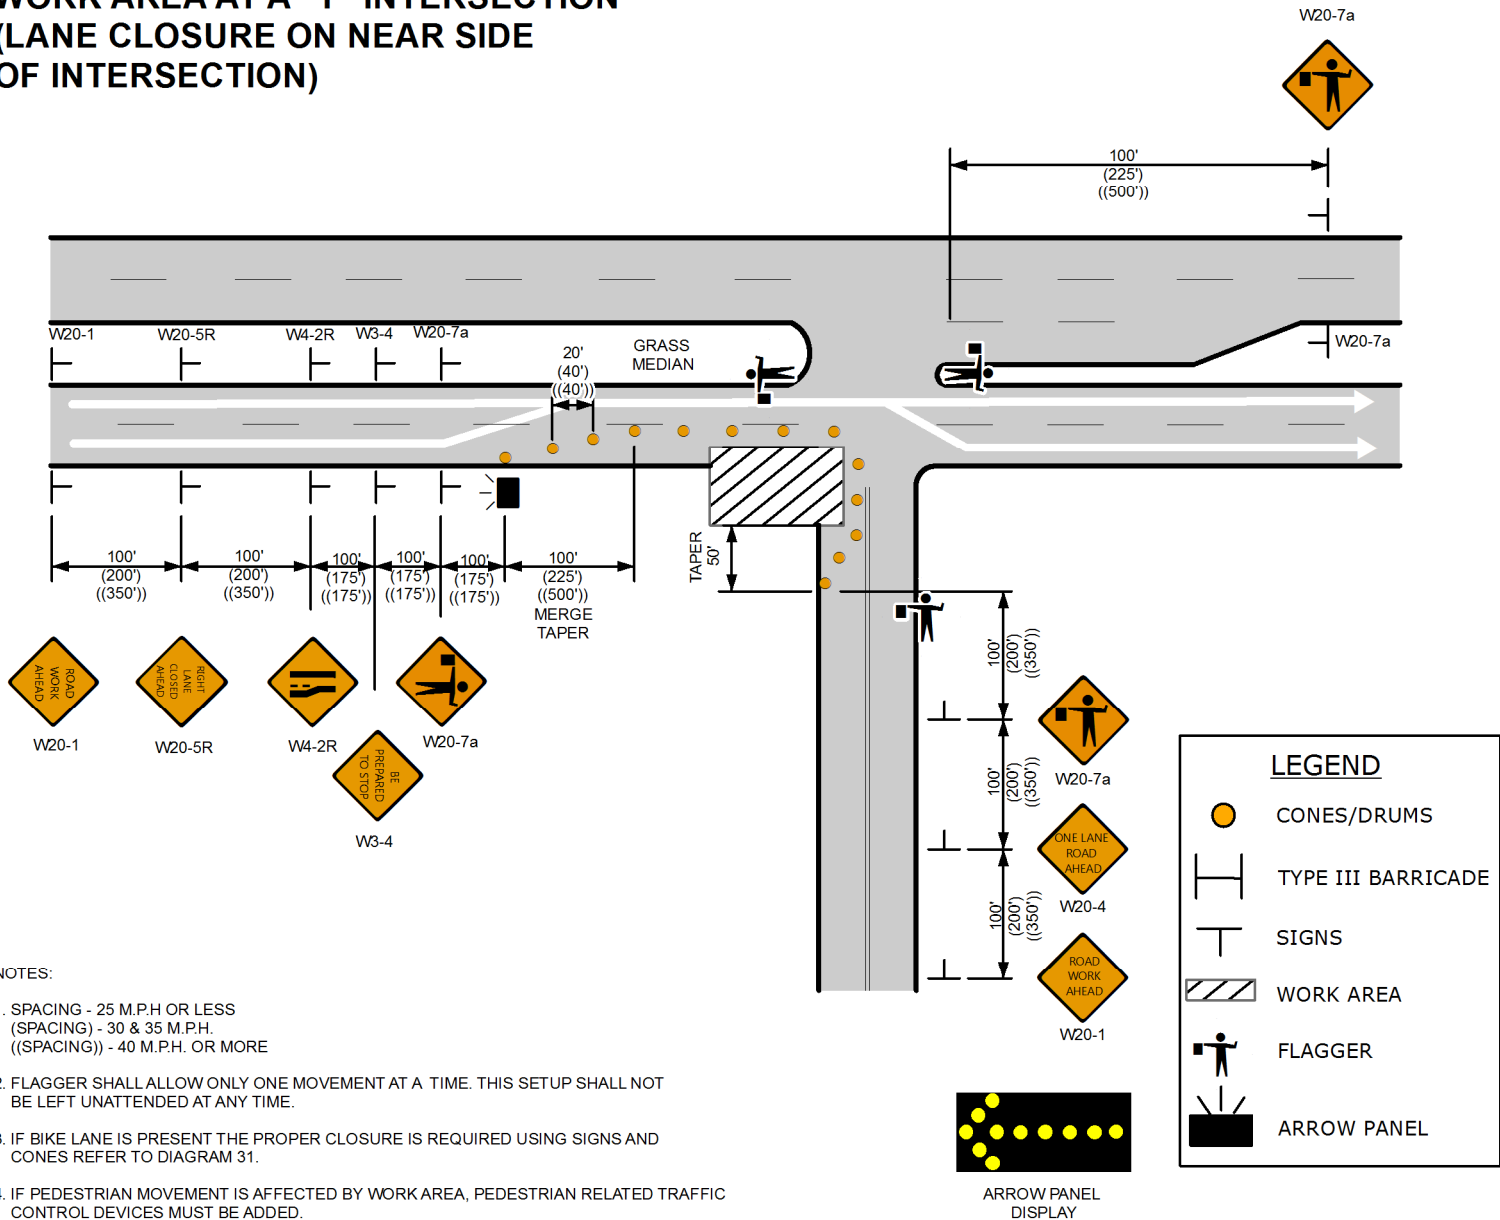 WORK AREA AT A "T" INTERSECTION
(LANE CLOSURE ON NEAR SIDE
OF INTERSECTION)
W20-7a
100'
(225')
((500'))
W20-1
W20-5R
W4-2R
W3-4
W20-7a
20'
(40')
((40'))
GRASS
MEDIAN
W20-7a
100'
(200')
((350'))
100'
(200')
((350'))
100'
(175')
((175'))
100'
(175')
((175'))
100'
(175')
((175'))
100'
(225')
((500'))
MERGE
TAPER
TAPER
50'
ROAD
WORK
AHEAD
W20-1
RIGHT
LANE
CLOSED
AHEAD
W20-5R
W4-2R
W20-7a
BE
PREPARED
TO STOP
W3-4
100'
(200')
((350'))
W20-7a
100'
(200')
((350'))
ONE LANE
ROAD
AHEAD
W20-4
100'
(200')
((350'))
ROAD
WORK
AHEAD
W20-1
LEGEND
CONES/DRUMS
TYPE III BARRICADE
SIGNS
WORK AREA
FLAGGER
ARROW PANEL
ARROW PANEL
DISPLAY
NOTES:
. SPACING - 25 M.P.H OR LESS
(SPACING) - 30 & 35 M.P.H.
((SPACING)) - 40 M.P.H. OR MORE
2. FLAGGER SHALL ALLOW ONLY ONE MOVEMENT AT A TIME. THIS SETUP SHALL NOT
BE LEFT UNATTENDED AT ANY TIME.
3. IF BIKE LANE IS PRESENT THE PROPER CLOSURE IS REQUIRED USING SIGNS AND
CONES REFER TO DIAGRAM 31.
4. IF PEDESTRIAN MOVEMENT IS AFFECTED BY WORK AREA, PEDESTRIAN RELATED TRAFFIC
CONTROL DEVICES MUST BE ADDED.